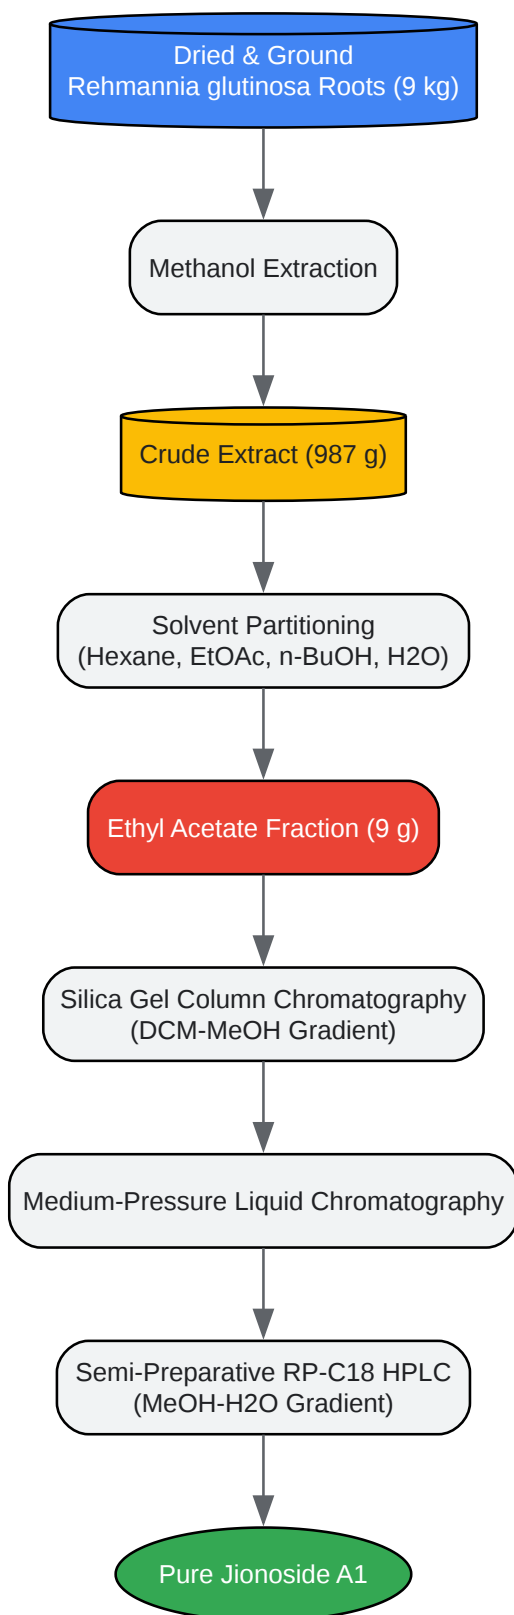 Dried & Ground
Rehmannia glutinosa Roots (9 kg)
Methanol Extraction
Crude Extract (987 g)
Solvent Partitioning
(Hexane, EtOAc, n-BuOH, H2O)
Ethyl Acetate Fraction (9 g)
Silica Gel Column Chromatography
(DCM-MeOH Gradient)
Medium-Pressure Liquid Chromatography
Semi-Preparative RP-C18 HPLC
(MeOH-H2O Gradient)
Pure Jionoside A1